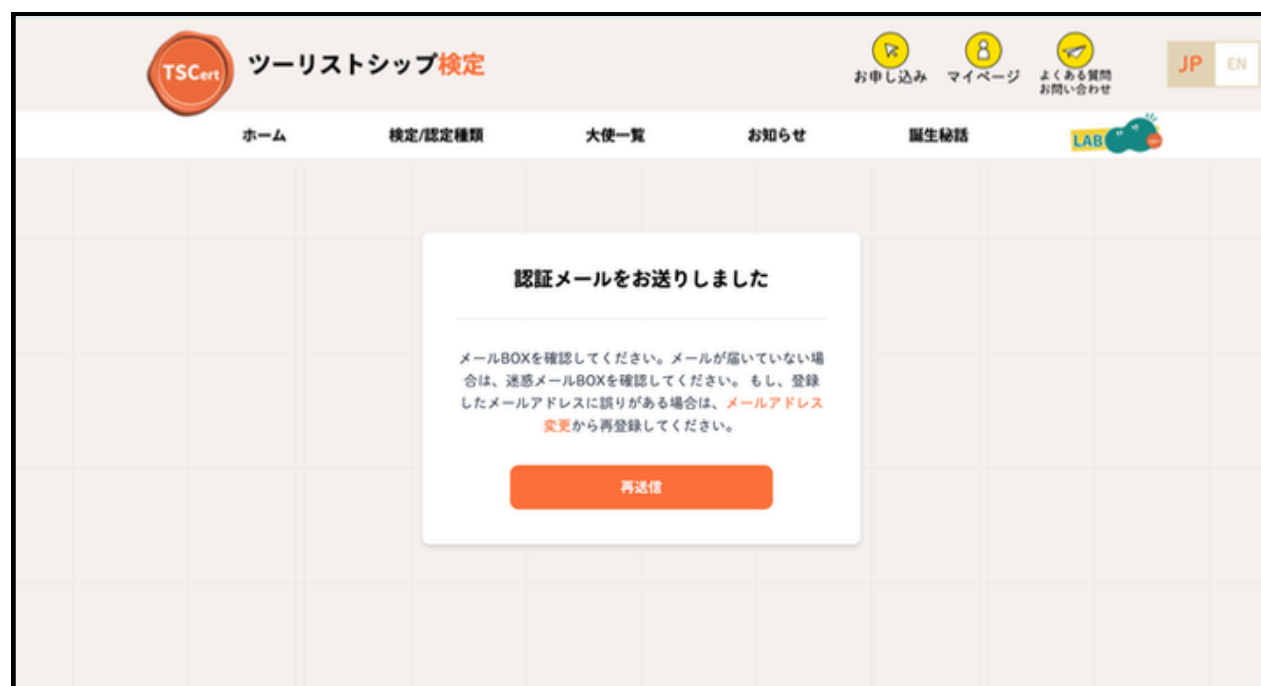 TSCert
ツーリストシップ検定
お申し込み
マイページ
よくある質問
お問い合わせ
JP
EN
ホーム
検定/認定種類
大使一覧
お知らせ
誕生秘話
LAB
認証メールをお送りしました
メールBOXを確認してください。メールが届いていない場
合は、迷惑メールBOXを確認してください。 もし、登録
したメールアドレスに誤りがある場合は、メールアドレス
変更から再登録してください。
再送信